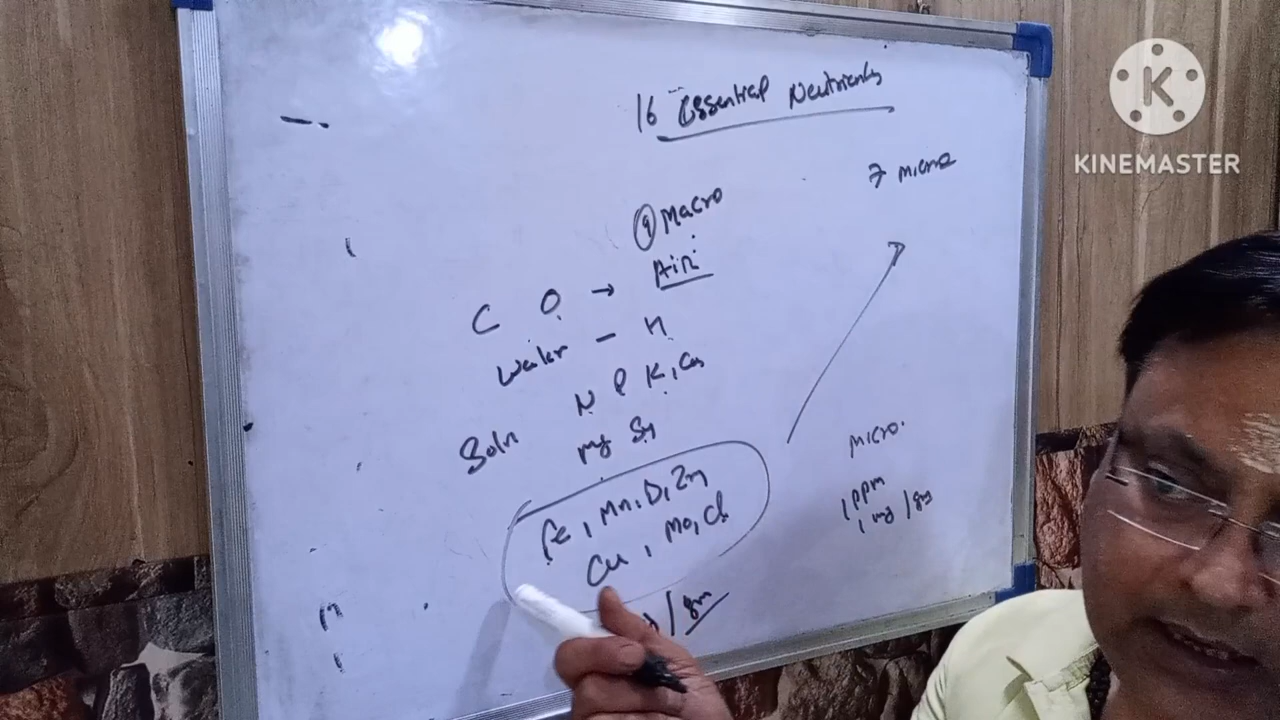 16 Essential Neutrients
7 micro
9 Macro
Air
C O →
Water – H
N P K, Ca
Soln
mg S,
Fe, Mn, B, Zn
Cu, Mo, Cl
/gm
micro.
1 ppm
1 mg/gm
KINEMASTER